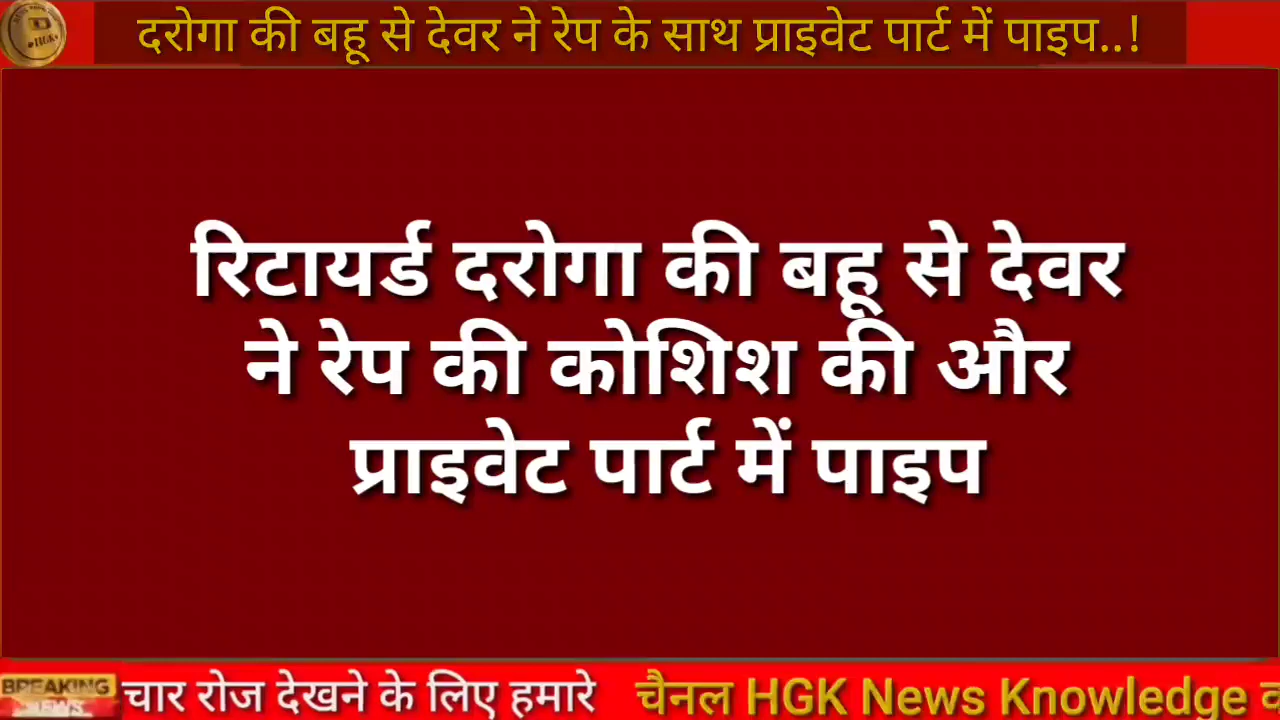 दरोगा की बहू से देवर ने रेप के साथ प्राइवेट पार्ट में पाइप..!
रिटायर्ड दरोगा की बहू से देवर
ने रेप की कोशिश की और
प्राइवेट पार्ट में पाइप
BREAKING
NEWS
चार रोज देखने के लिए हमारे चैनल HGK News Knowledge